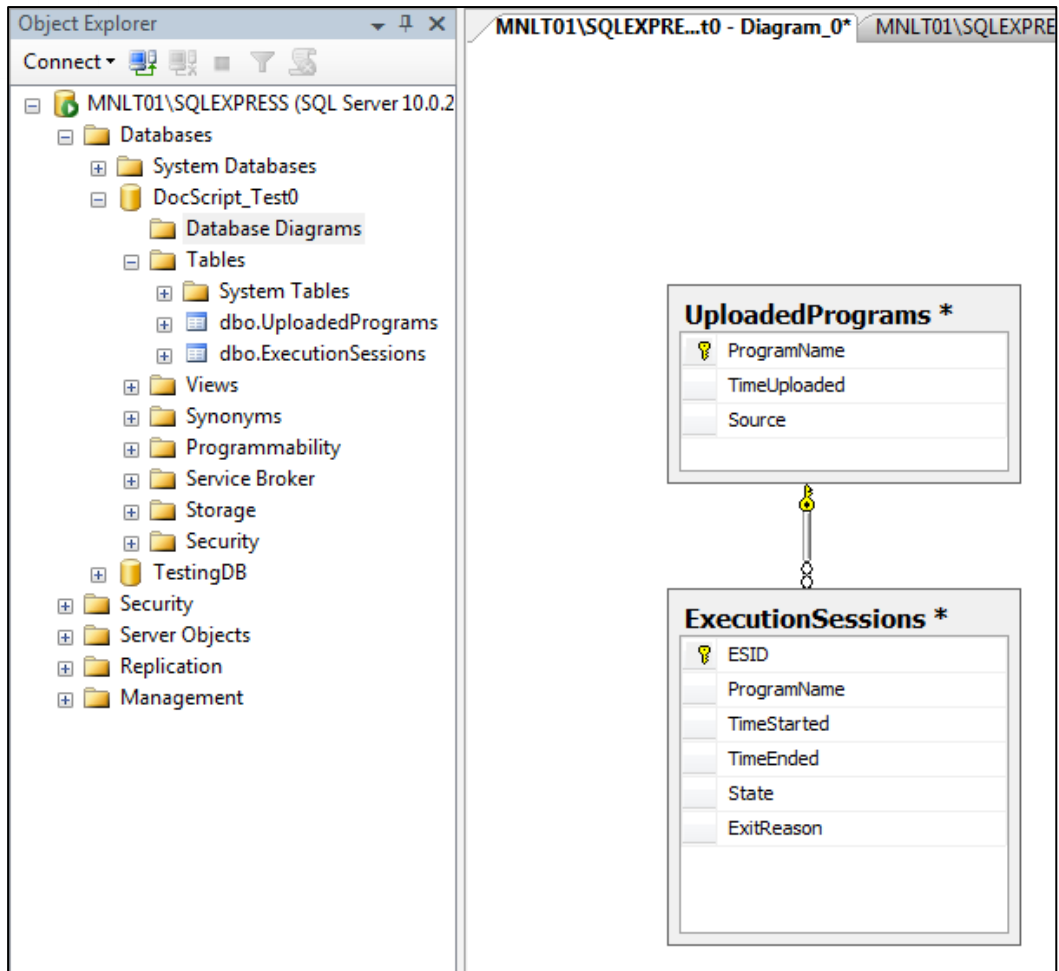 Object Explorer
Connect
MNLT01\SQLEXPRESS (SQL Server 10.0.2
Databases
System Databases
DocScript_Test0
Database Diagrams
Tables
System Tables
dbo.UploadedPrograms
dbo.ExecutionSessions
Views
Synonyms
Programmability
Service Broker
Storage
Security
TestingDB
Security
Server Objects
Replication
Management
MNLT01\SQLEXPRE...t0 - Diagram_0*
MNLT01\SQLEXPRE
UploadedPrograms *
ProgramName
TimeUploaded
Source
ExecutionSessions *
ESID
ProgramName
TimeStarted
TimeEnded
State
ExitReason